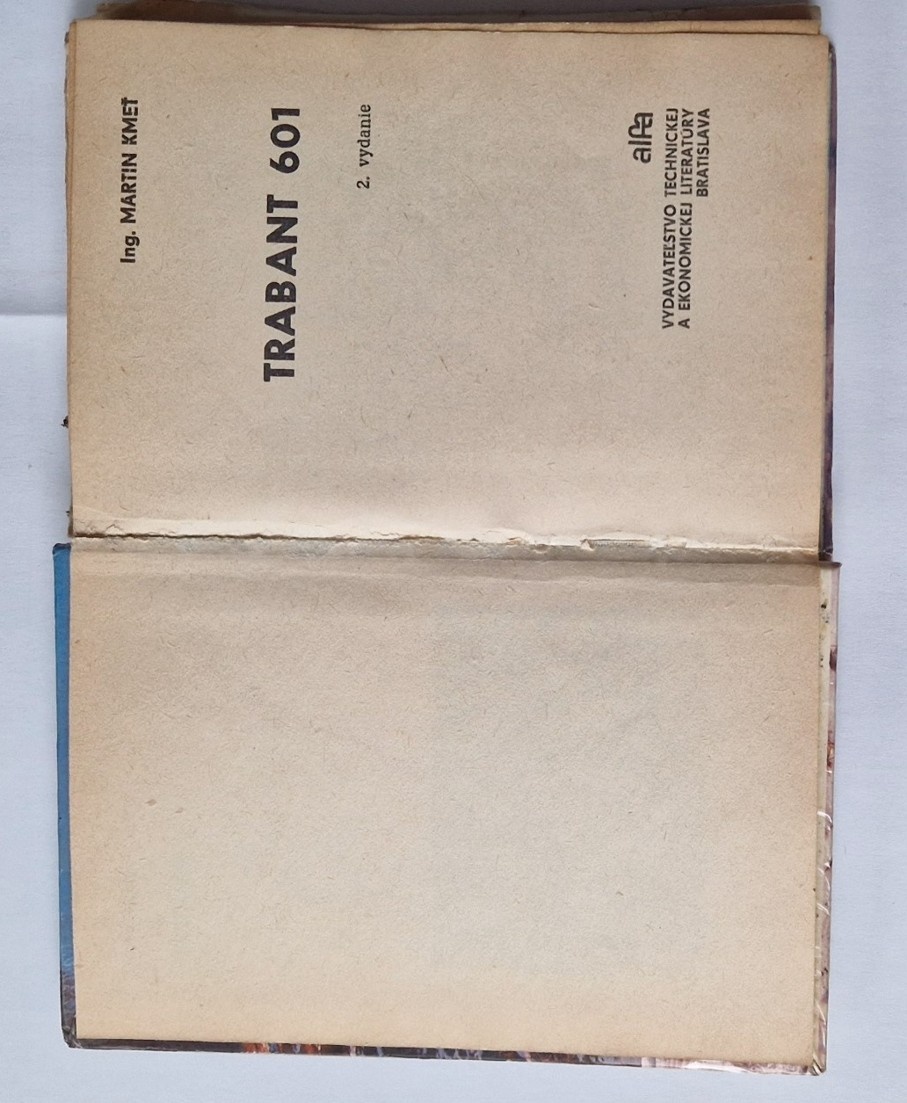 Ing. MARTIN KMEŤ
TRABANT 601
2. vydanie
alfa
VYDAVATEĽSTVO TECHNICKEJ
A EKONOMICKEJ LITERATÚRY
BRATISLAVA